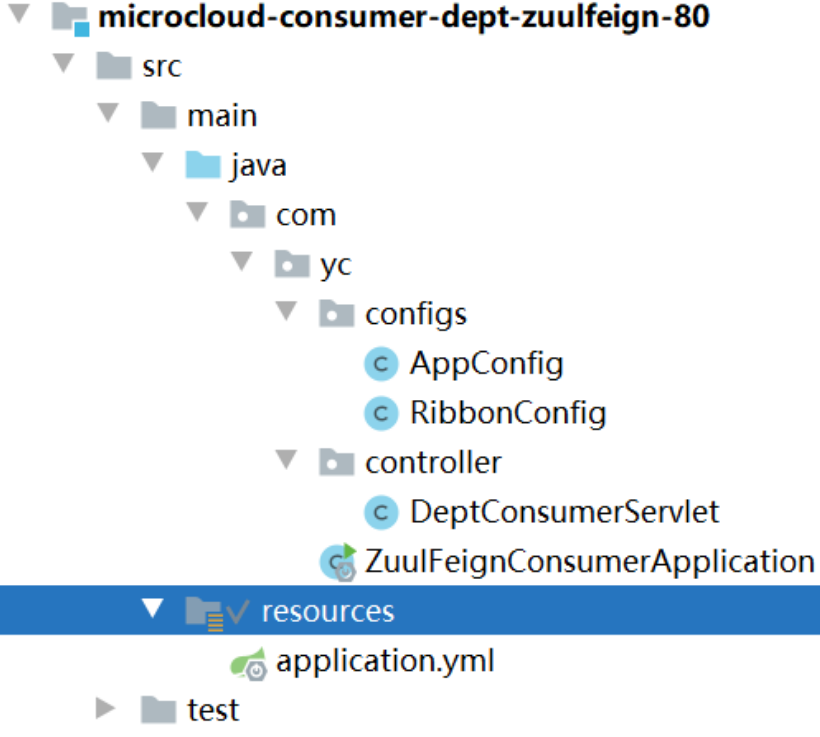 microcloud-consumer-dept-zuulfeign-80
src
main
java
com
yc
configs
AppConfig
RibbonConfig
controller
DeptConsumerServlet
ZuulFeignConsumerApplication
resources
application.yml
test